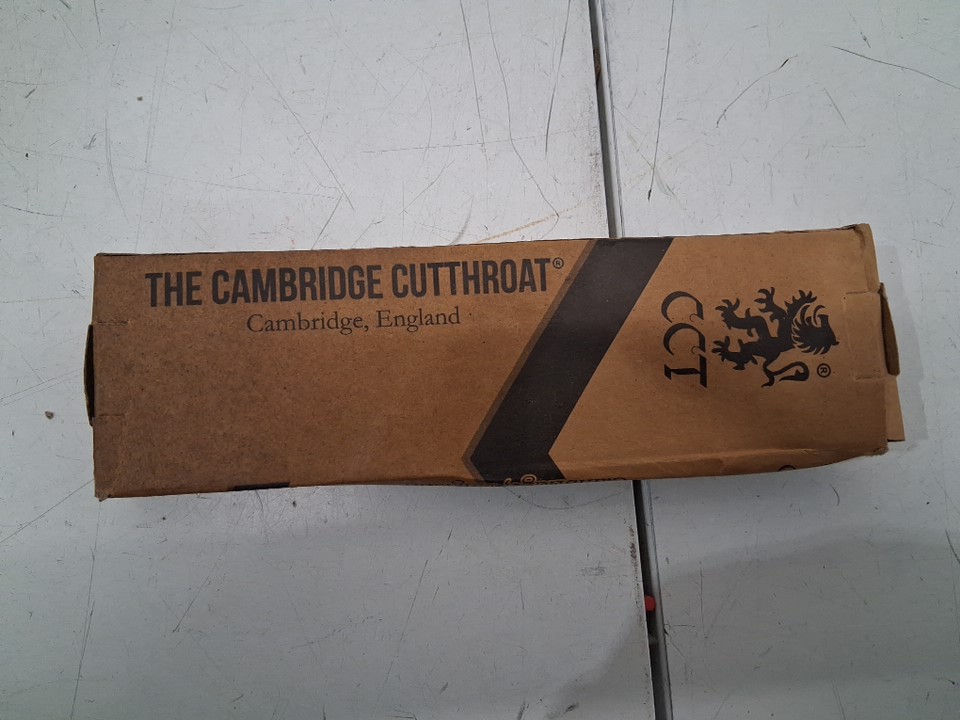 THE CAMBRIDGE CUTTHROAT®
Cambridge, England
CCT
®